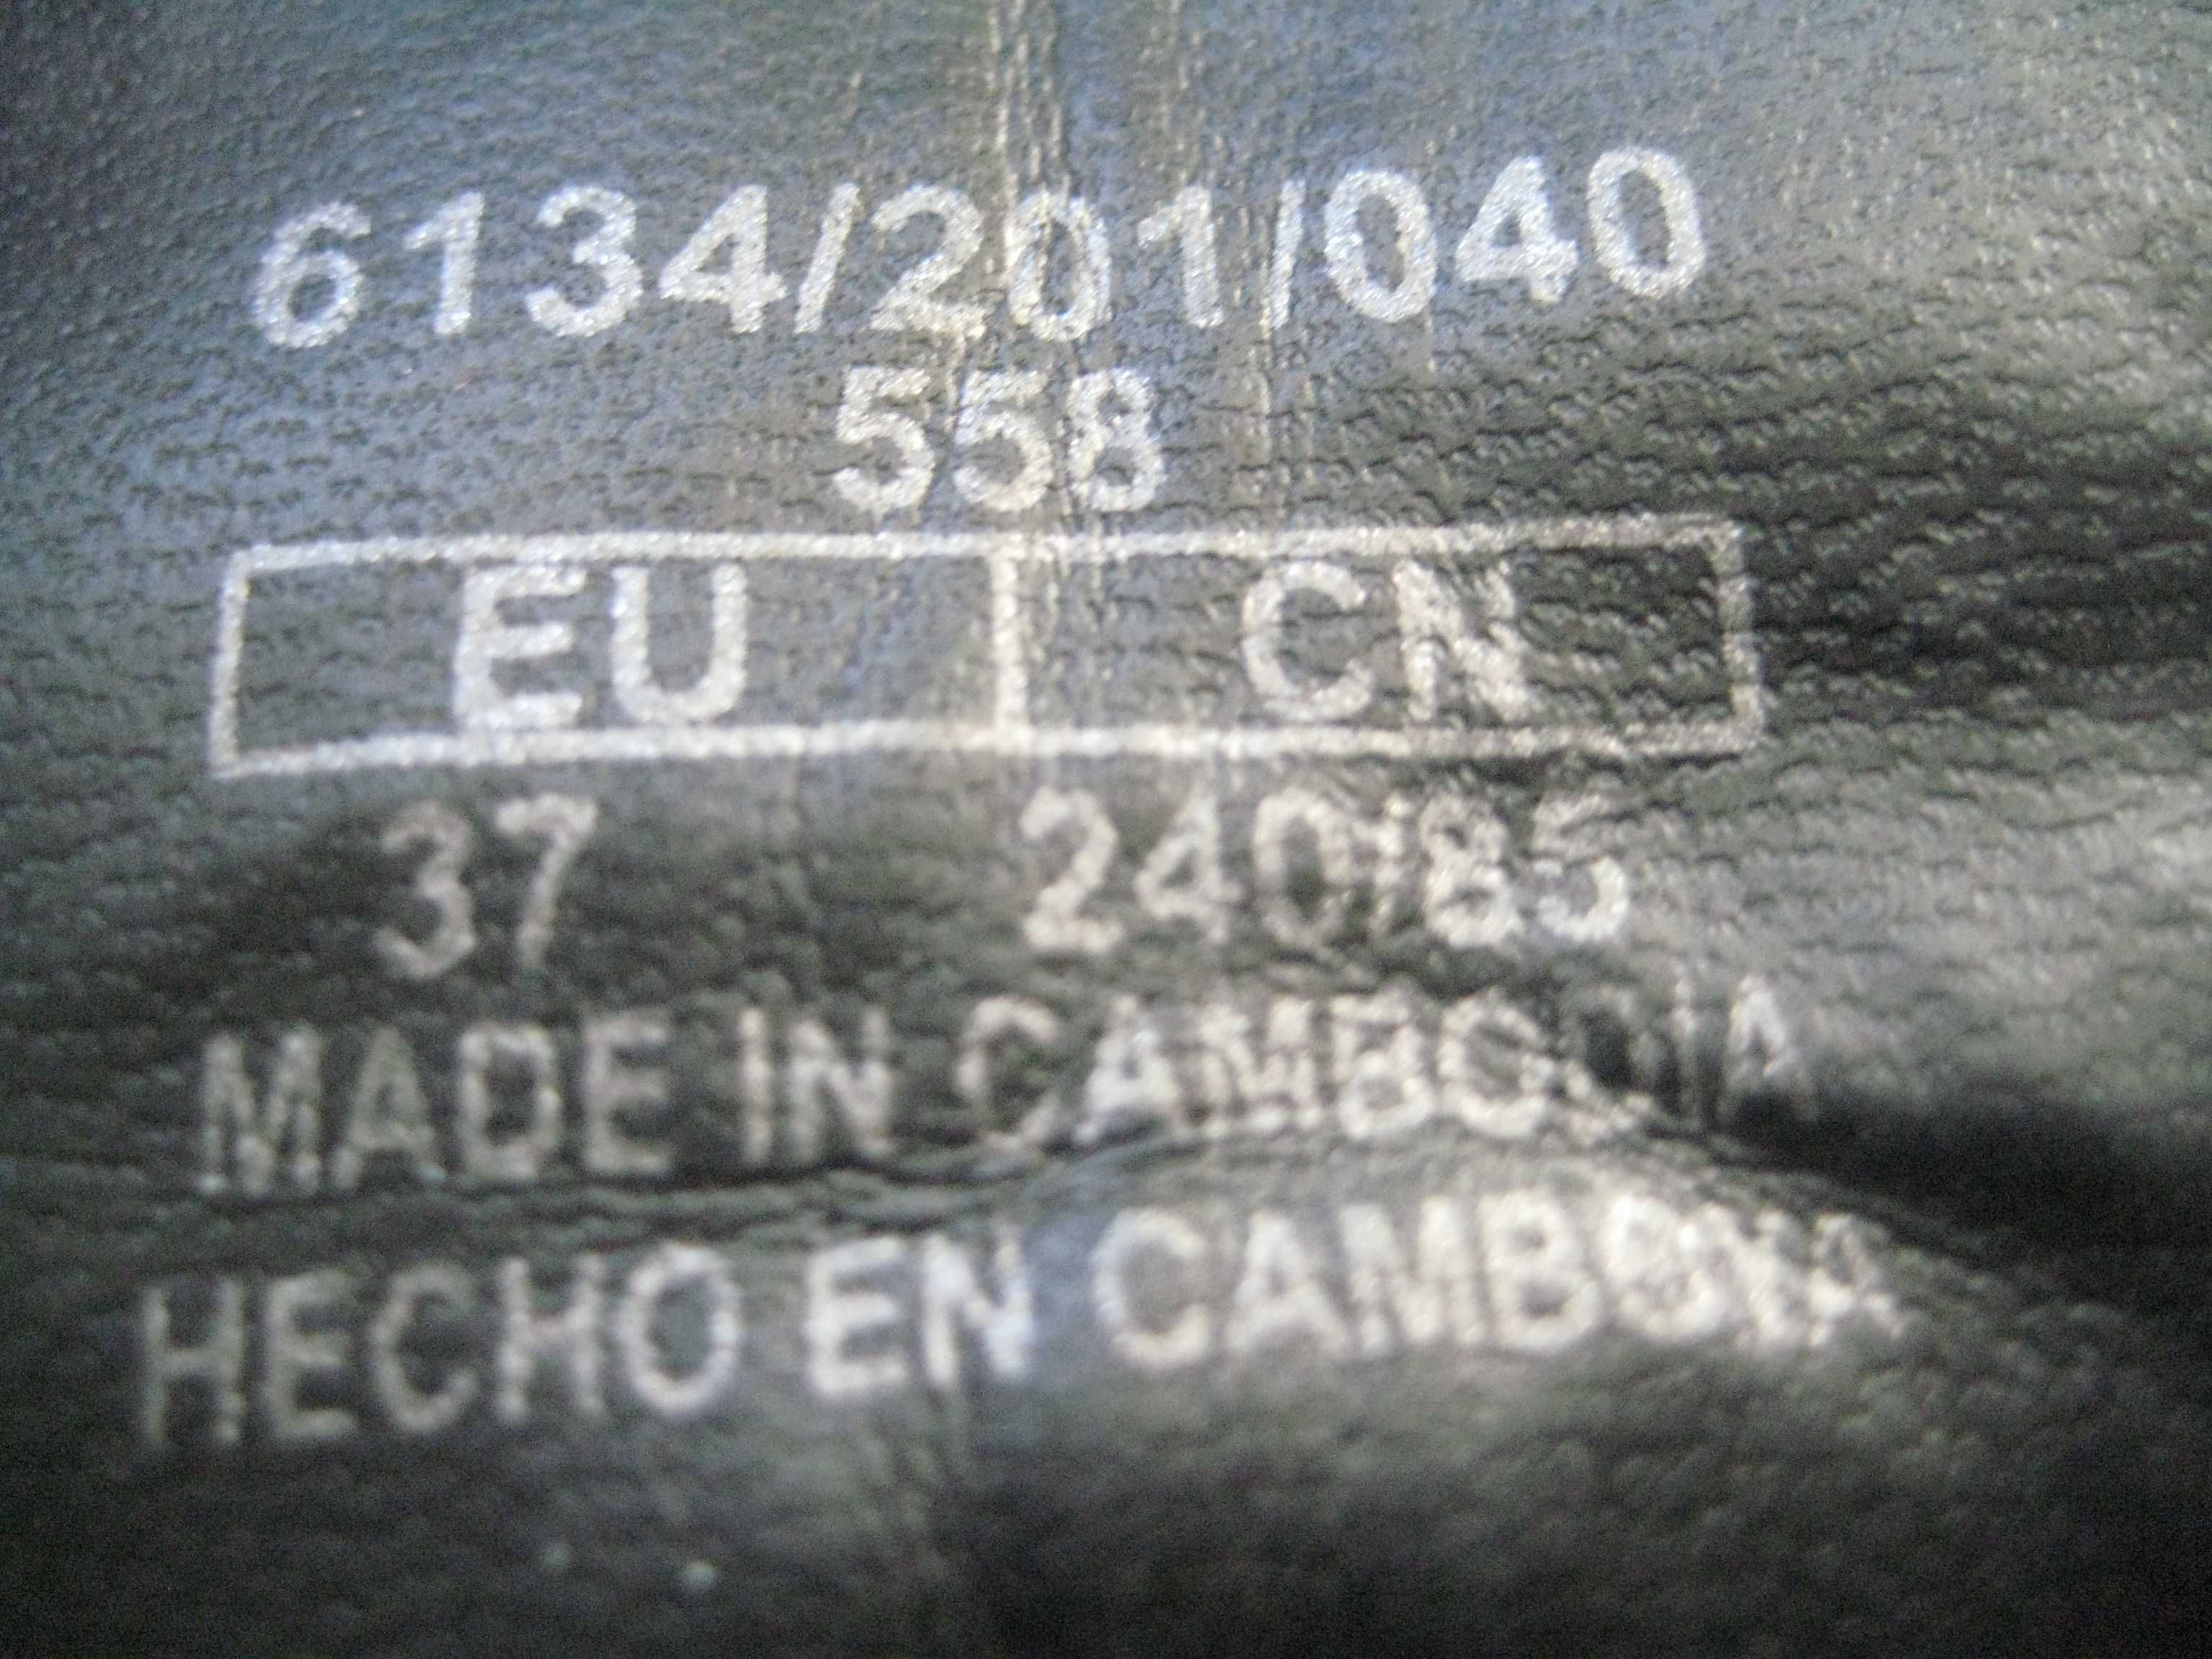 6134/201/040
558
EU CN
37 240/85
MADE IN CAMBODIA
HECHO EN CAMBOYA